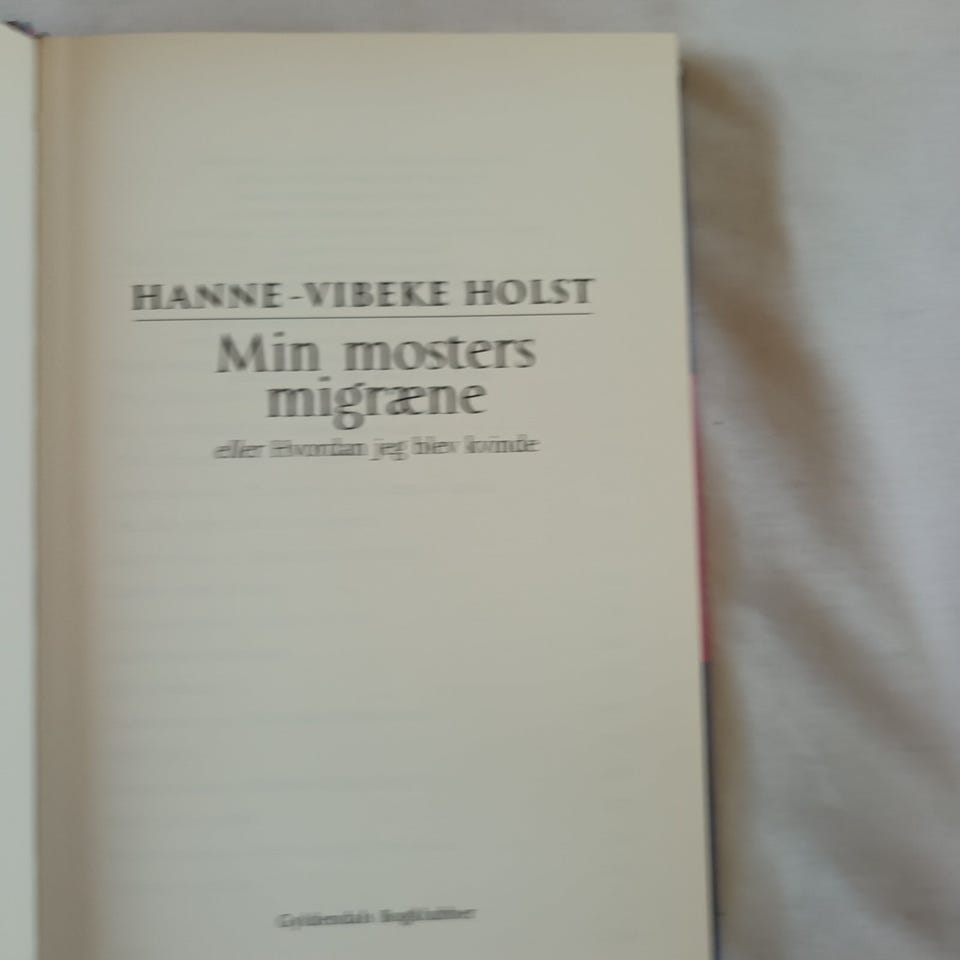 HANNE-VIBEKE HOLST
Min mosters
migræne
eller Hvordan jeg blev kvinde
Gyldendals Bogklubber